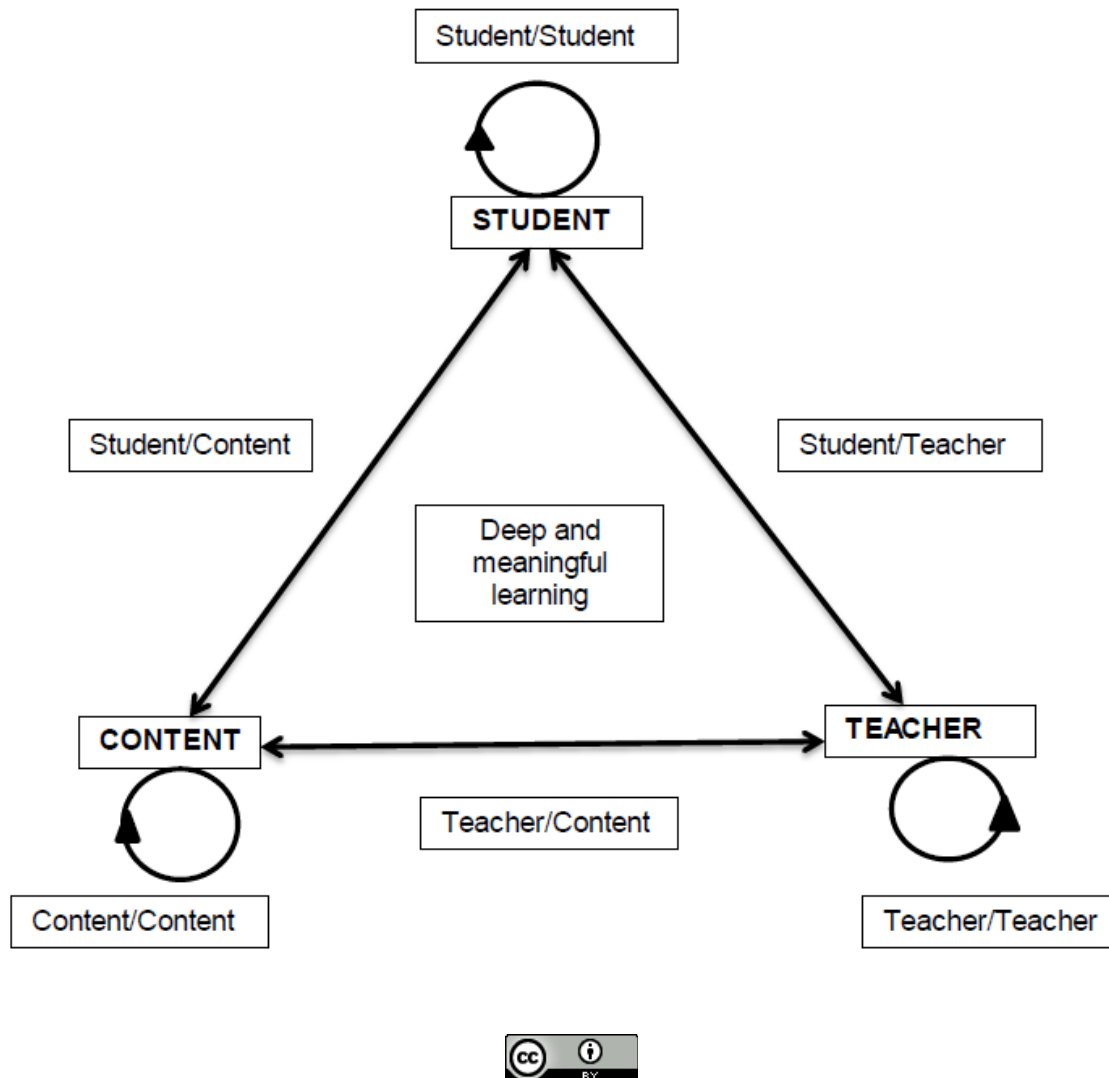 Student/Student
STUDENT
Student/Content
Student/Teacher
Deep and
meaningful
learning
CONTENT
TEACHER
Teacher/Content
Content/Content
Teacher/Teacher
cc
BY